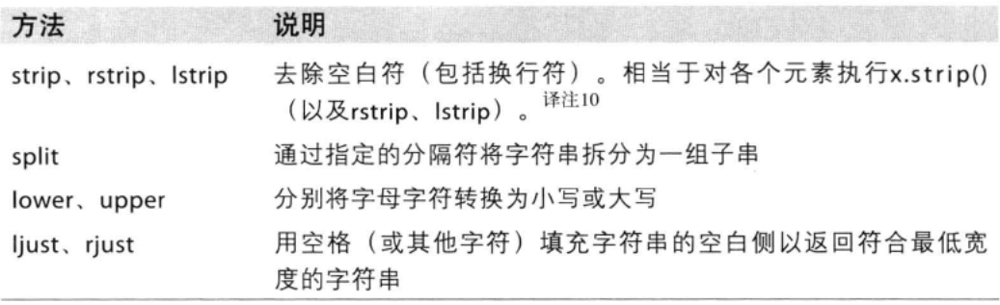 方法 说明
strip、rstrip、lstrip 去除空白符（包括换行符）。相当于对各个元素执行x.strip()
（以及rstrip、lstrip）。译注10
split 通过指定的分隔符将字符串拆分为一组子串
lower、upper 分别将字母字符转换为小写或大写
ljust、rjust 用空格（或其他字符）填充字符串的空白侧以返回符合最低宽
度的字符串